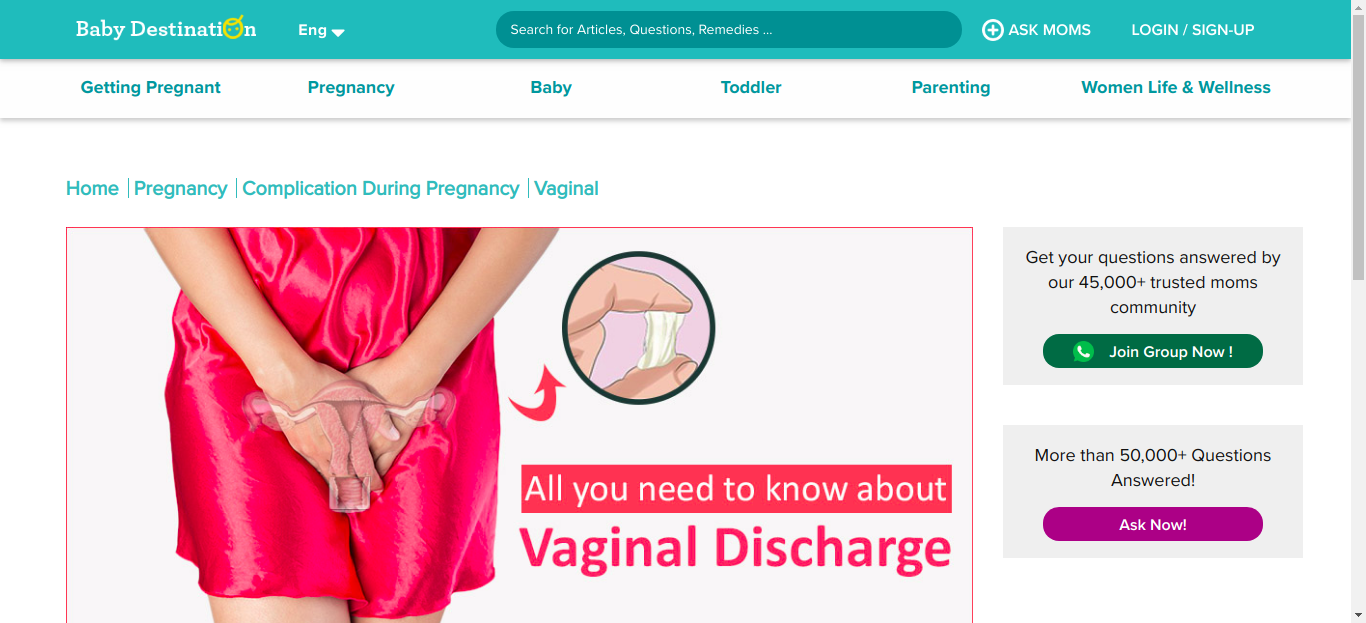 Baby Destination
Eng
Search for Articles, Questions, Remedies ...
ASK MOMS
LOGIN / SIGN-UP
Getting Pregnant
Pregnancy
Baby
Toddler
Parenting
Women Life & Wellness
Home
Pregnancy
Complication During Pregnancy
Vaginal
All you need to know about
Vaginal Discharge
Get your questions answered by
our 45,000+ trusted moms
community
Join Group Now !
More than 50,000+ Questions
Answered!
Ask Now!